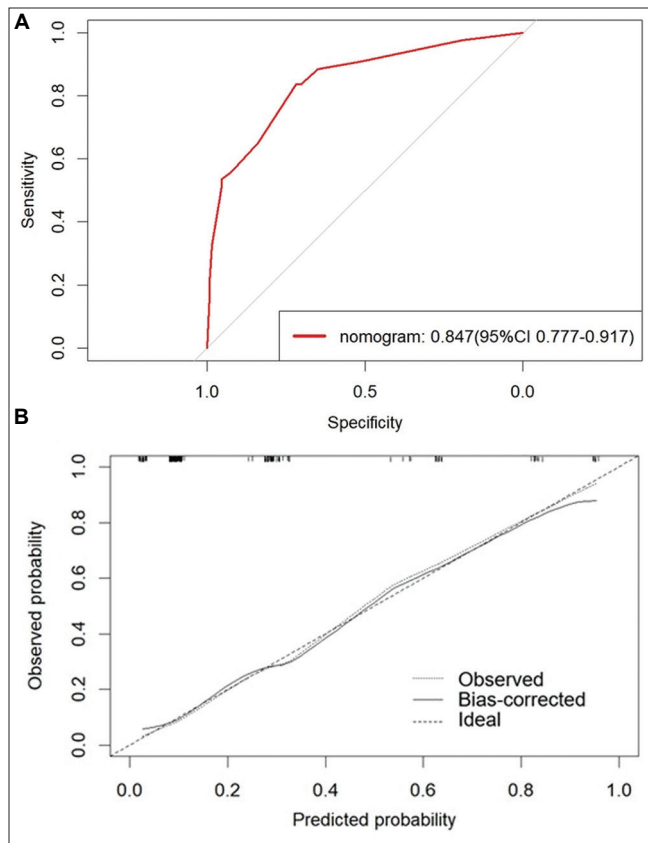 A
1.0
0.8
0.6
0.4
0.2
0.0
Sensitivity
nomogram: 0.847(95%CI 0.777-0.917)
1.0 0.5 0.0
Specificity
B
1.0
0.8
0.6
0.4
0.2
0.0
Observed probability
Observed
Bias-corrected
Ideal
0.0 0.2 0.4 0.6 0.8 1.0
Predicted probability